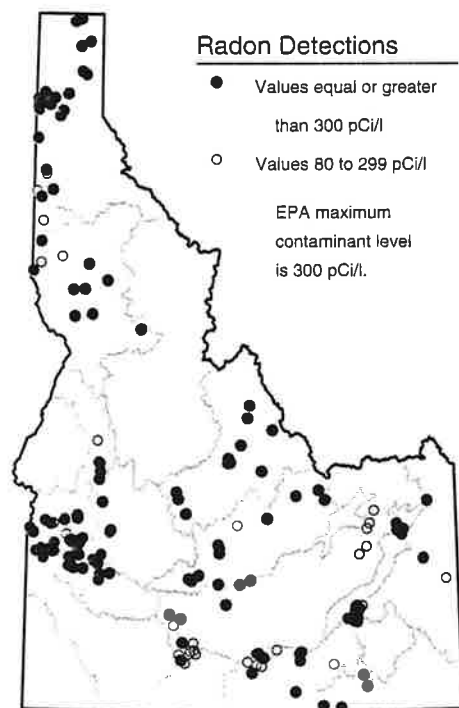 Radon Detections
Values equal or greater
than 300 pCi/l
Values 80 to 299 pCi/l
EPA maximum
contaminant level
is 300 pCi/l.